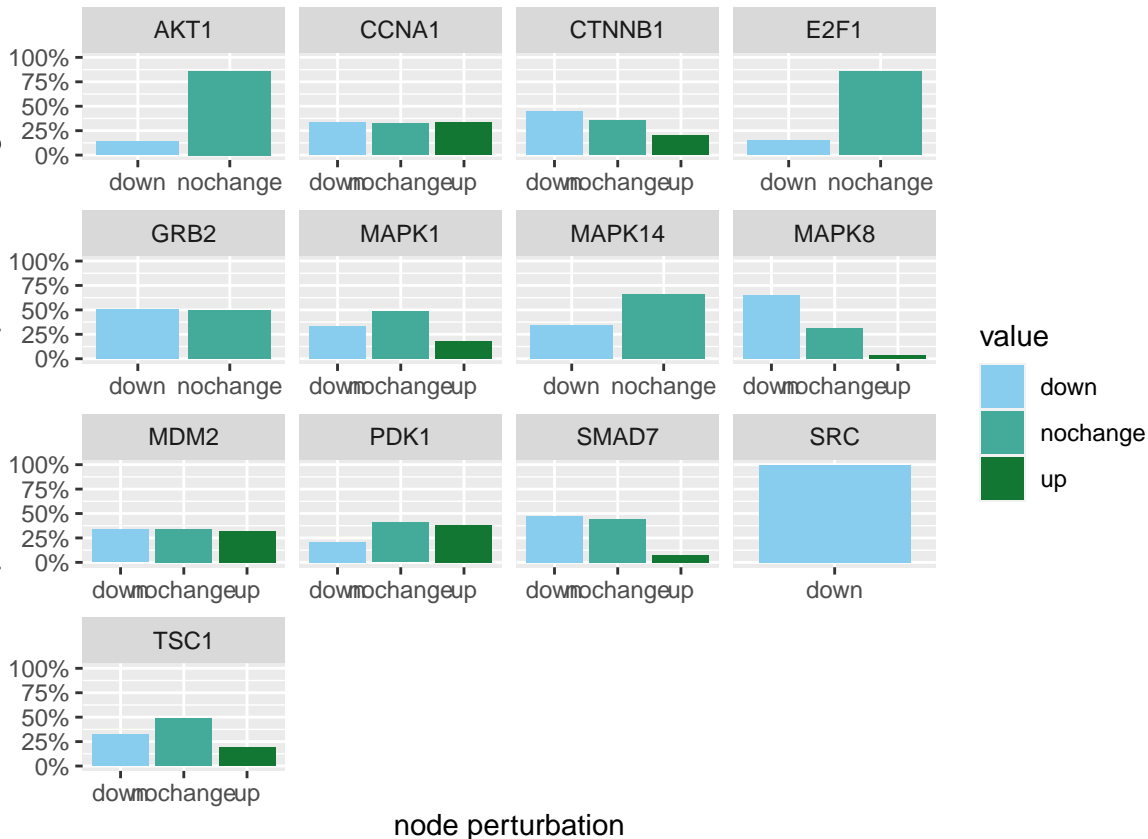 AKT1 CCNA1 CTNNB1 E2F1
100%
75%
50%
25%
0%
down nochange down nochange up down nochange up down nochange
GRB2 MAPK1 MAPK14 MAPK8
100%
75%
50%
25%
0%
down nochange down nochange up down nochange down nochange up
MDM2 PDK1 SMAD7 SRC
100%
75%
50%
25%
0%
down nochange up down nochange up down nochange up down
TSC1
100%
75%
50%
25%
0%
down nochange up
node perturbation
value
down
nochange
up